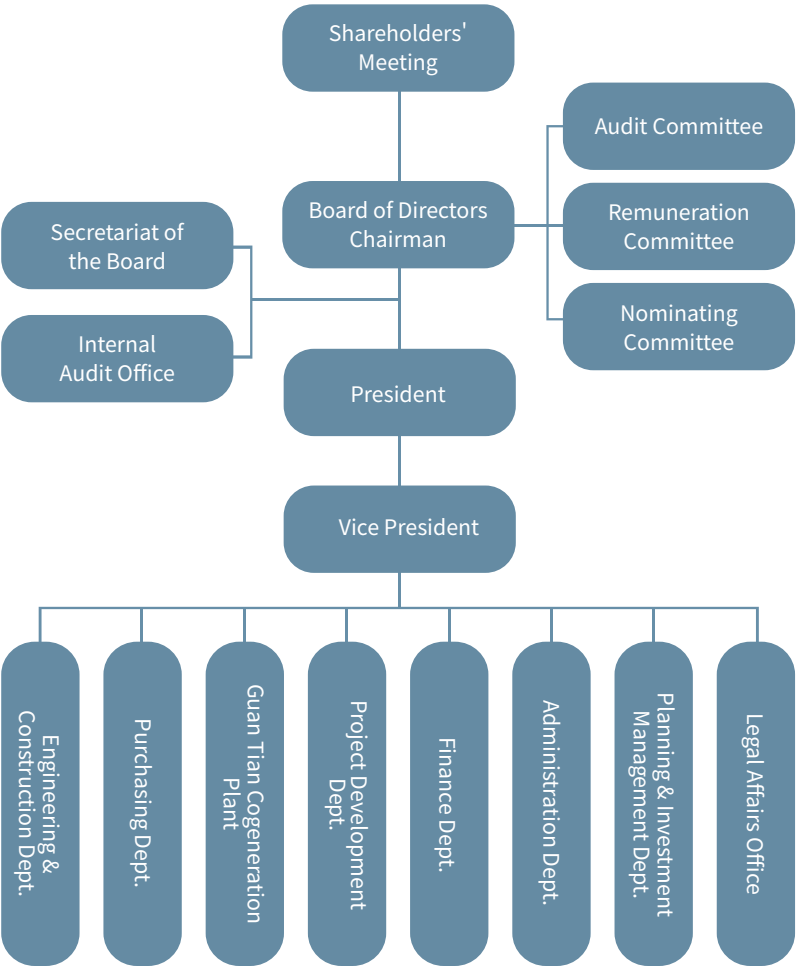 Shareholders'
Meeting
Audit Committee
Board of Directors
Chairman
Remuneration
Committee
Secretariat of
the Board
Nominating
Committee
Internal
Audit Office
President
Vice President
Engineering &
Construction Dept.
Purchasing Dept.
Guan Tian Cogeneration
Plant
Project Development
Dept.
Finance Dept.
Administration Dept.
Planning & Investment
Management Dept.
Legal Affairs Office